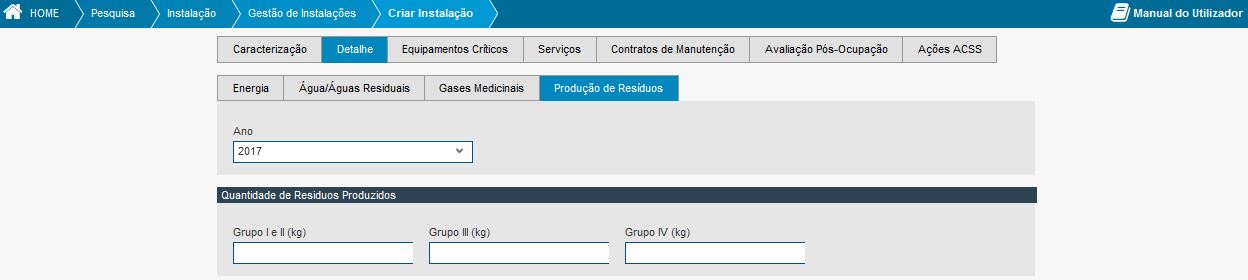 HOME Pesquisa Instalação Gestão de Instalações Criar Instalação Manual do Utilizador
Caracterização Detalhe Equipamentos Críticos Serviços Contratos de Manutenção Avaliação Pós-Ocupação Ações ACSS
Energia Água/Águas Residuais Gases Medicinais Produção de Resíduos
Ano
2017
Quantidade de Resíduos Produzidos
Grupo I e II (kg) Grupo III (kg) Grupo IV (kg)